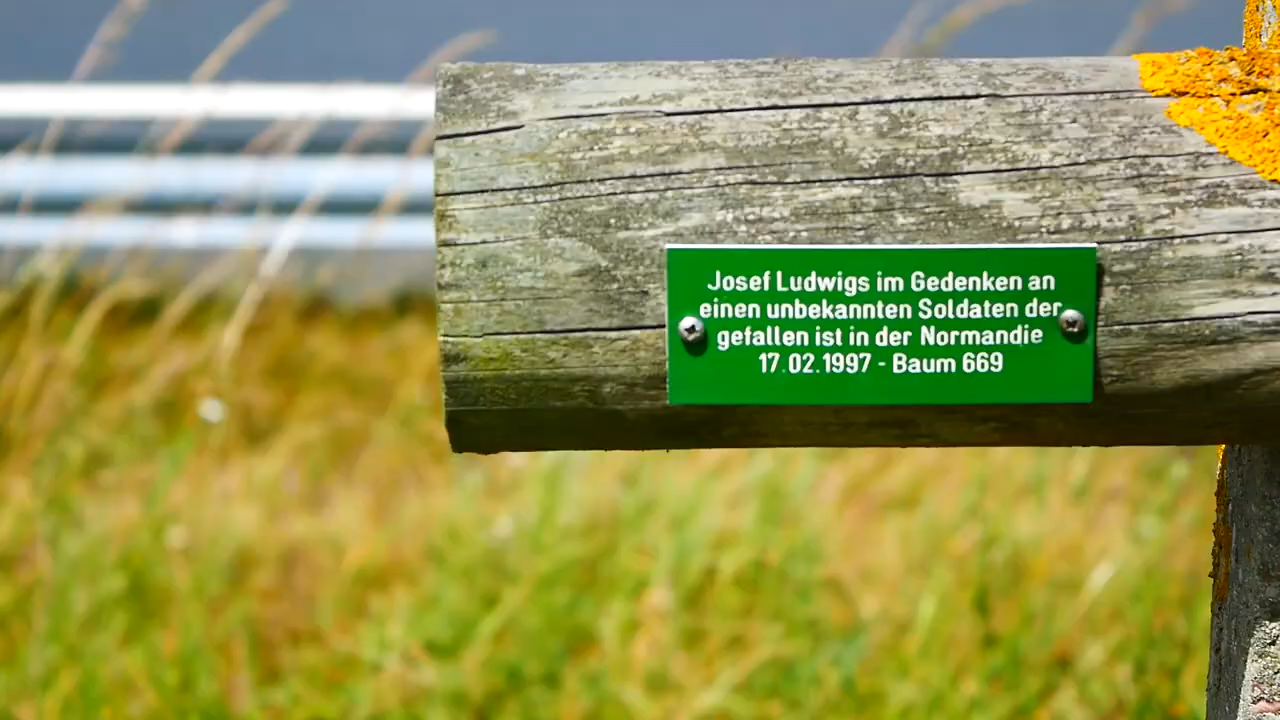 Josef Ludwigs im Gedenken an
einen unbekannten Soldaten der
gefallen ist in der Normandie
17.02.1997 - Baum 669